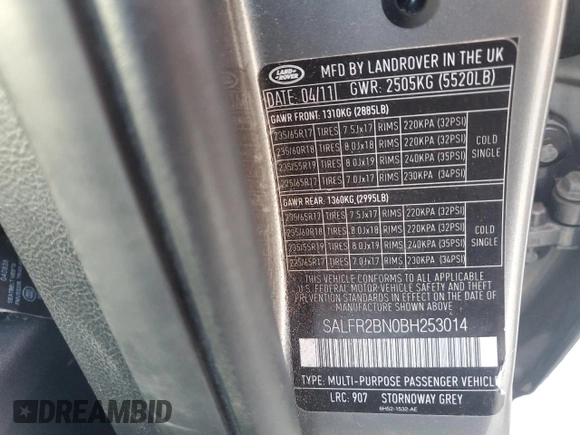 LAND-
ROVER
MFD BY LANDROVER IN THE UK
DATE: 04/11 GWR: 2505KG (5520LB)
GAWR FRONT: 1310KG (2885LB)
235/65R17 TIRES 7.5Jx17 RIMS 220KPA (32PSI)
235/60R18 TIRES 8.0Jx18 RIMS 220KPA (32PSI)
235/55R19 TIRES 8.0Jx19 RIMS 240KPA (35PSI)
225/65R17 TIRES 7.0Jx17 RIMS 230KPA (34PSI)
COLD
SINGLE
GAWR REAR: 1360KG (2995LB)
235/65R17 TIRES 7.5Jx17 RIMS 220KPA (32PSI)
235/60R18 TIRES 8.0Jx18 RIMS 220KPA (32PSI)
235/55R19 TIRES 8.0Jx19 RIMS 240KPA (35PSI)
225/65R17 TIRES 7.0Jx17 RIMS 230KPA (34PSI)
COLD
SINGLE
THIS VEHICLE CONFORMS TO ALL APPLICABLE
U.S. FEDERAL MOTOR VEHICLE SAFETY AND THEFT
PREVENTION STANDARDS IN EFFECT ON THE DATE OF
MANUFACTURE SHOWN ABOVE
SALFR2BN0BH253014
TYPE: MULTI-PURPOSE PASSENGER VEHICLE
LRC: 907 STORNOWAY GREY
6H52-1532-AE
DREAMBID